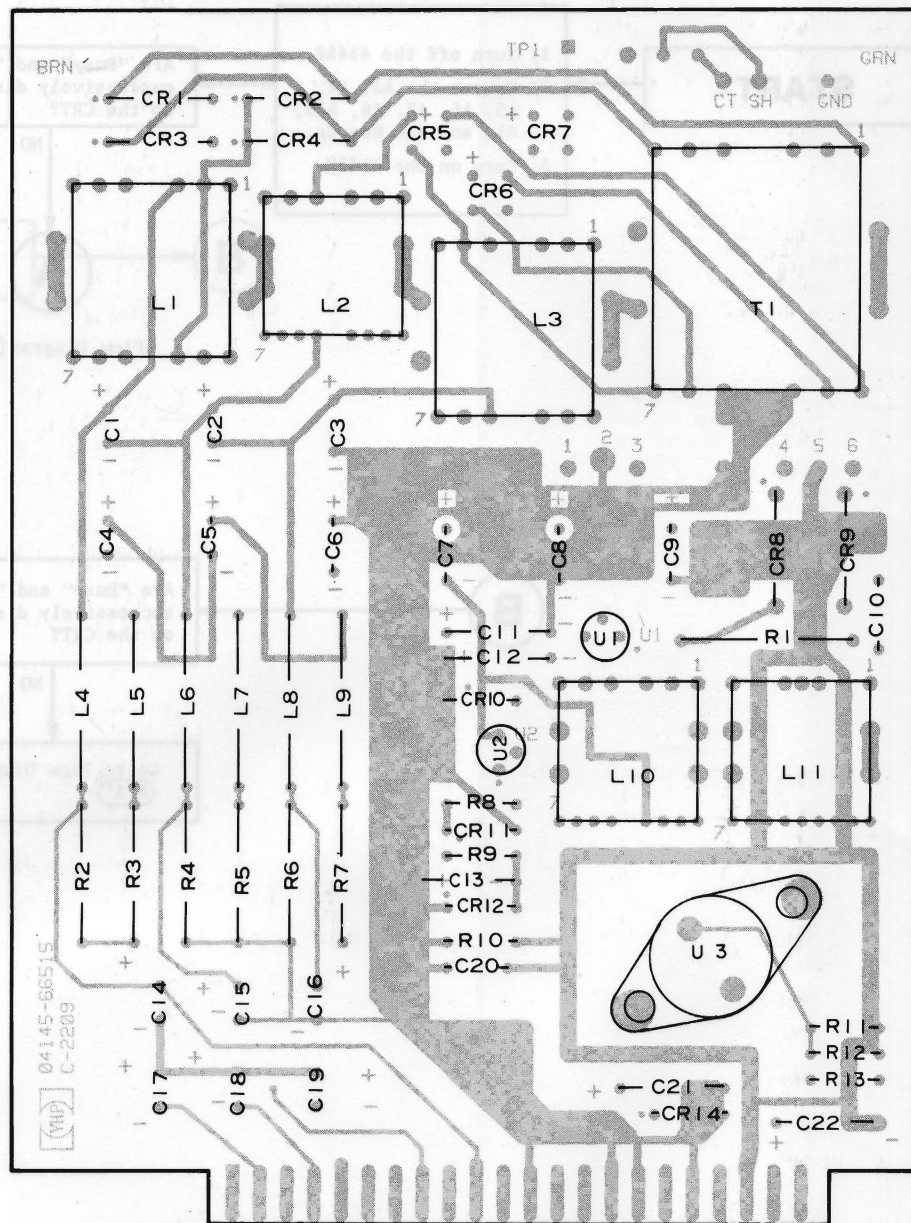 TP1
GRN
BRN
CT SH GND
CR1 CR2
CR5 CR7
CR3 CR4
CR6
1 1 1 1
L1 L2 L3 T1
7 7 7 7
+ + +
C1 C2 C3
- - -
1 2 3 4 5 6
+ + + + + +
C4 C5 C6 C7 C8 C9 CR8 CR9 C10
- - -
C11 U1 U1 R1
C12
CR10
1 1
L4 L5 L6 L7 L8 L9
U2 U2
L10 L11
7 7
R8
CR11
R2 R3 R4 R5 R6 R7
R9
C13
CR12
R10
C20
U3
+ + +
C14 C15 C16
R11
R12
R13
C17 C18 C19
+ C21 -
CR14
+ C22 -
YHP
04145-66515
C-2209